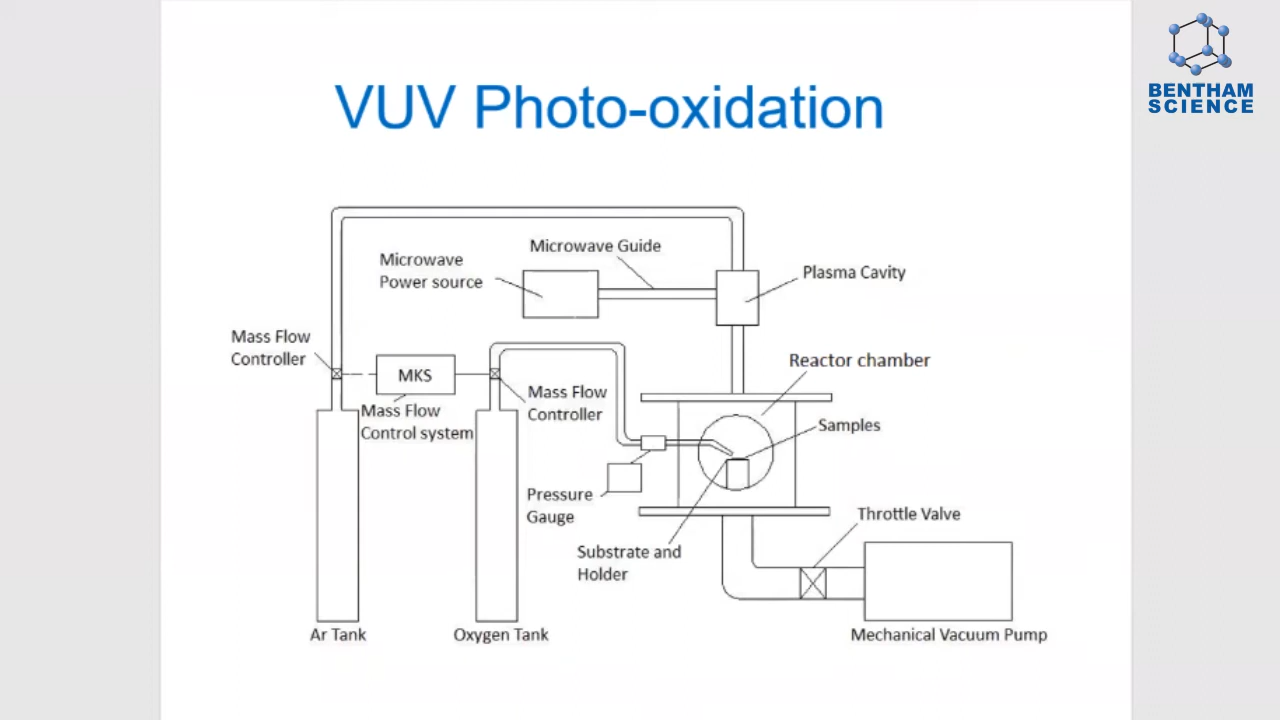 BENTHAM
SCIENCE
VUV Photo-oxidation
Microwave Guide
Microwave
Power source
Plasma Cavity
Mass Flow
Controller
MKS
Mass Flow
Control system
Mass Flow
Controller
Reactor chamber
Samples
Pressure
Gauge
Substrate and
Holder
Throttle Valve
Ar Tank
Oxygen Tank
Mechanical Vacuum Pump